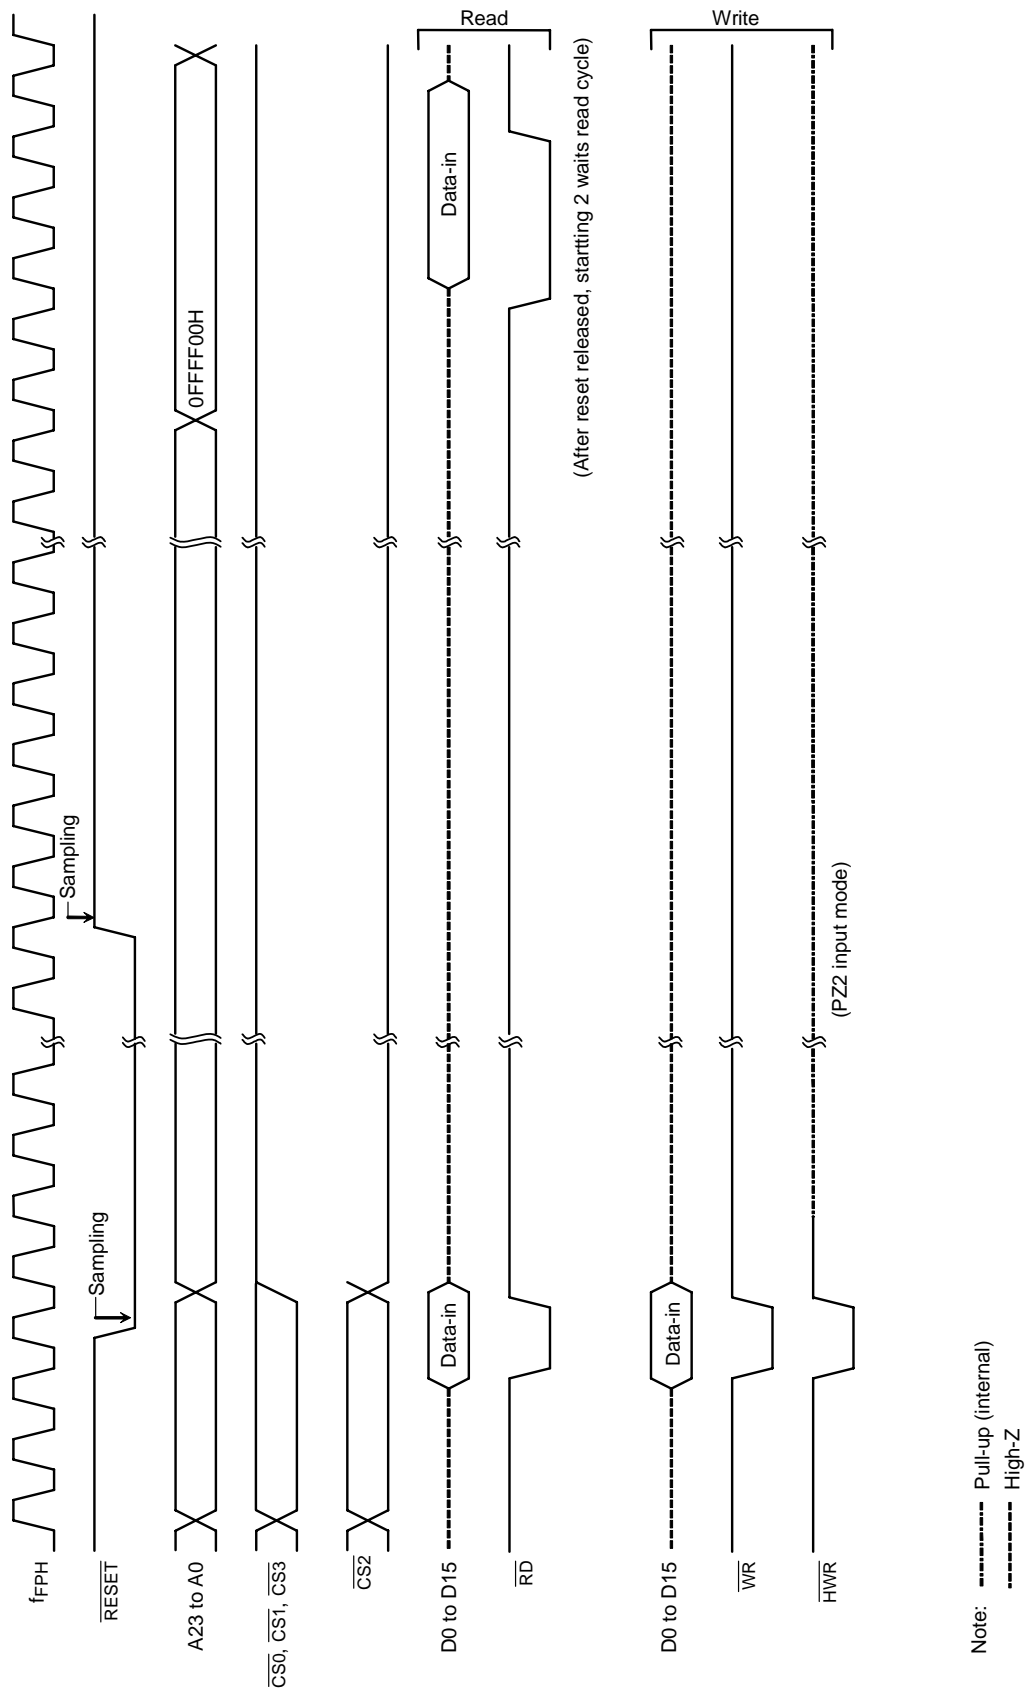 fFPH
Sampling
Sampling
RESET
A23 to A0
0FFFF00H
CS0, CS1, CS3
CS2
Read
D0 to D15
Data-in
Data-in
RD
(After reset released, startting 2 waits read cycle)
Write
D0 to D15
Data-in
WR
HWR
(PZ2 input mode)
Note:
Pull-up (internal)
High-Z